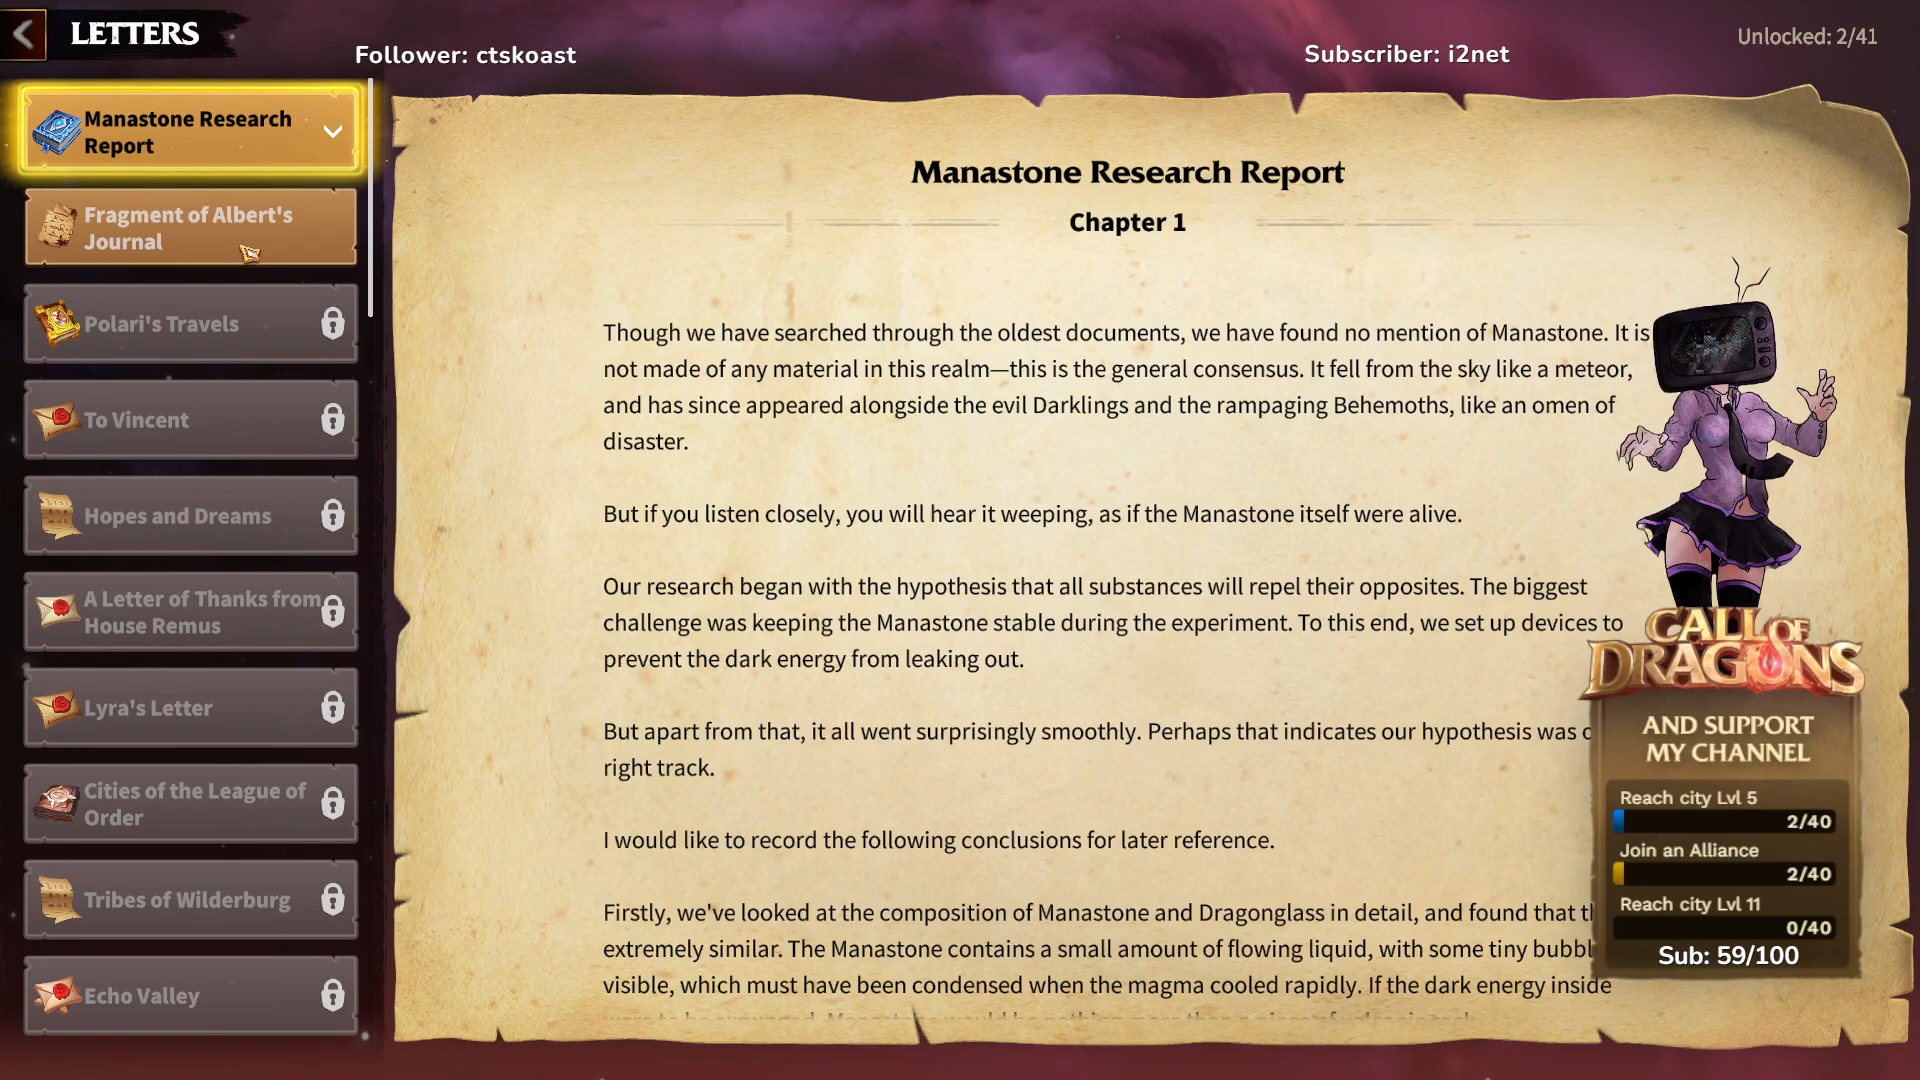 LETTERS
Follower: ctskoast
Subscriber: i2net
Unlocked: 2/41
Manastone Research
Report
Fragment of Albert's
Journal
Polari's Travels
To Vincent
Hopes and Dreams
A Letter of Thanks from
House Remus
Lyra's Letter
Cities of the League of
Order
Tribes of Wilderburg
Echo Valley
Manastone Research Report
Chapter 1
Though we have searched through the oldest documents, we have found no mention of Manastone. It is
not made of any material in this realm—this is the general consensus. It fell from the sky like a meteor,
and has since appeared alongside the evil Darklings and the rampaging Behemoths, like an omen of
disaster.
But if you listen closely, you will hear it weeping, as if the Manastone itself were alive.
Our research began with the hypothesis that all substances will repel their opposites. The biggest
challenge was keeping the Manastone stable during the experiment. To this end, we set up devices to
prevent the dark energy from leaking out.
But apart from that, it all went surprisingly smoothly. Perhaps that indicates our hypothesis was
right track.
I would like to record the following conclusions for later reference.
Firstly, we've looked at the composition of Manastone and Dragonglass in detail, and found that
extremely similar. The Manastone contains a small amount of flowing liquid, with some tiny
visible, which must have been condensed when the magma cooled rapidly. If the dark energy inside
CALL OF
DRAGONS
AND SUPPORT
MY CHANNEL
Reach city Lvl 5
2/40
Join an Alliance
2/40
Reach city Lvl 11
0/40
Sub: 59/100